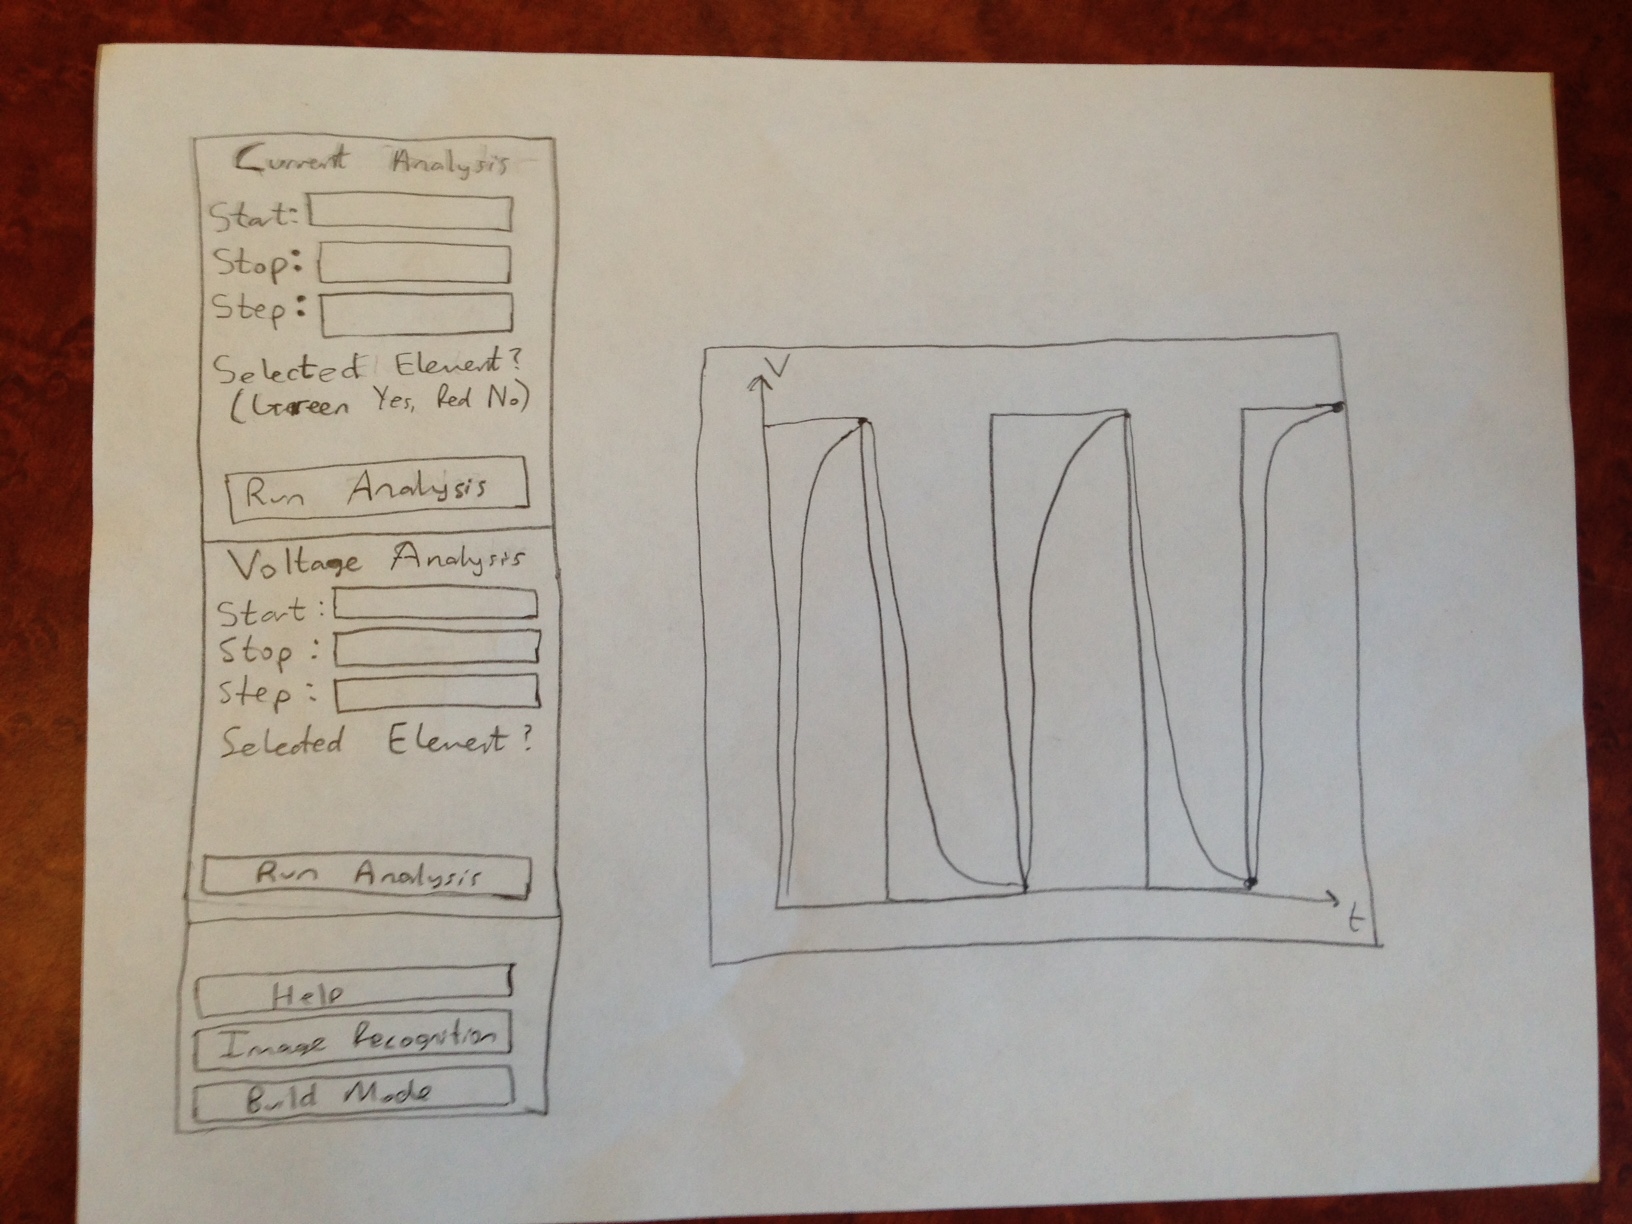 Current Analysis
Start:
Stop:
Step:
Selected Element?
(Green Yes, Red No)
Run Analysis
Voltage Analysis
Start:
Stop:
Step:
Selected Element?
Run Analysis
Help
Image Recognition
Build Mode
V
t